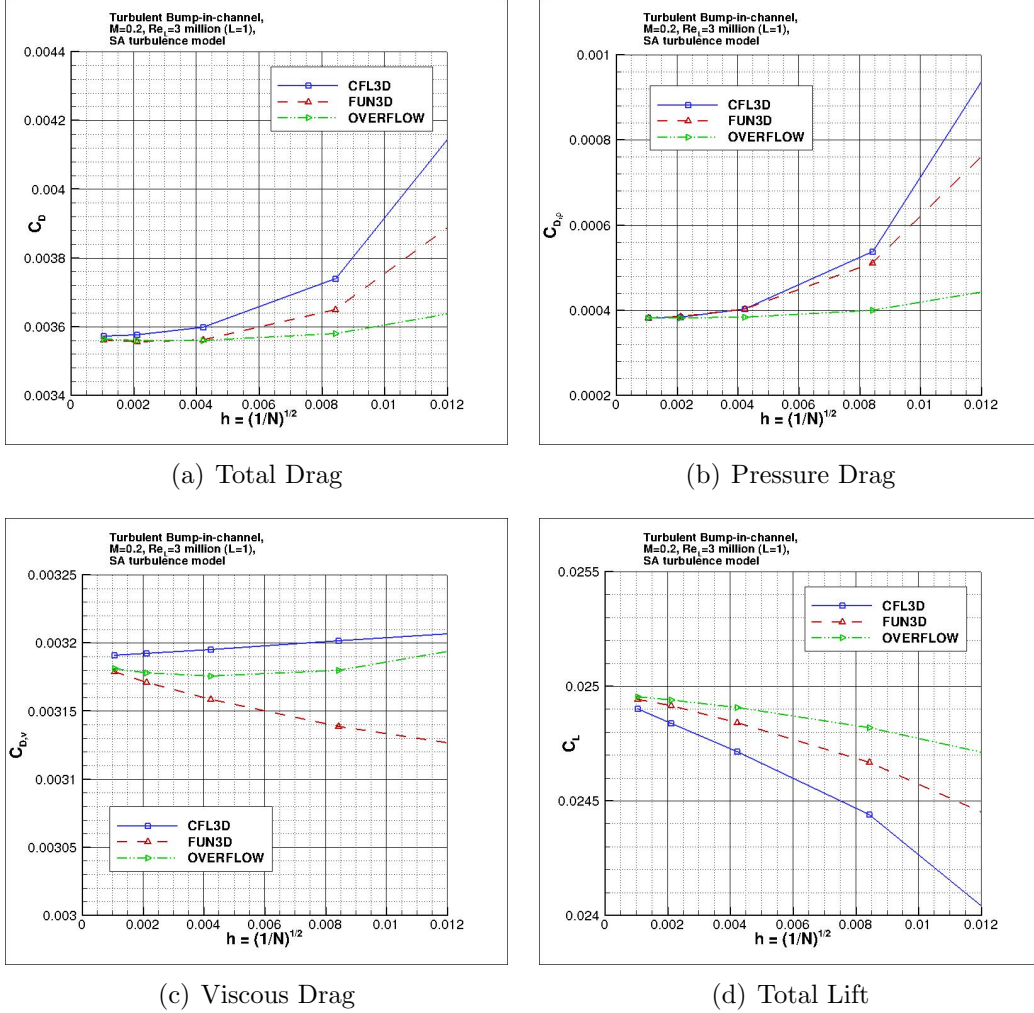 Turbulent Bump-in-channel,
M=0.2, Re_L=3 million (L=1),
SA turbulence model
0.0044
0.0042
0.004
0.0038
0.0036
0.0034
C_D
CFL3D
FUN3D
OVERFLOW
0
0.002
0.004
0.006
0.008
0.01
0.012
h = (1/N)^1/2
(a) Total Drag
Turbulent Bump-in-channel,
M=0.2, Re_L=3 million (L=1),
SA turbulence model
0.001
0.0008
0.0006
0.0004
0.0002
C_D,p
CFL3D
FUN3D
OVERFLOW
0
0.002
0.004
0.006
0.008
0.01
0.012
h = (1/N)^1/2
(b) Pressure Drag
Turbulent Bump-in-channel,
M=0.2, Re_L=3 million (L=1),
SA turbulence model
0.00325
0.0032
0.00315
0.0031
0.00305
0.003
C_D,v
CFL3D
FUN3D
OVERFLOW
0
0.002
0.004
0.006
0.008
0.01
0.012
h = (1/N)^1/2
(c) Viscous Drag
Turbulent Bump-in-channel,
M=0.2, Re_L=3 million (L=1),
SA turbulence model
0.0255
0.025
0.0245
0.024
C_L
CFL3D
FUN3D
OVERFLOW
0
0.002
0.004
0.006
0.008
0.01
0.012
h = (1/N)^1/2
(d) Total Lift